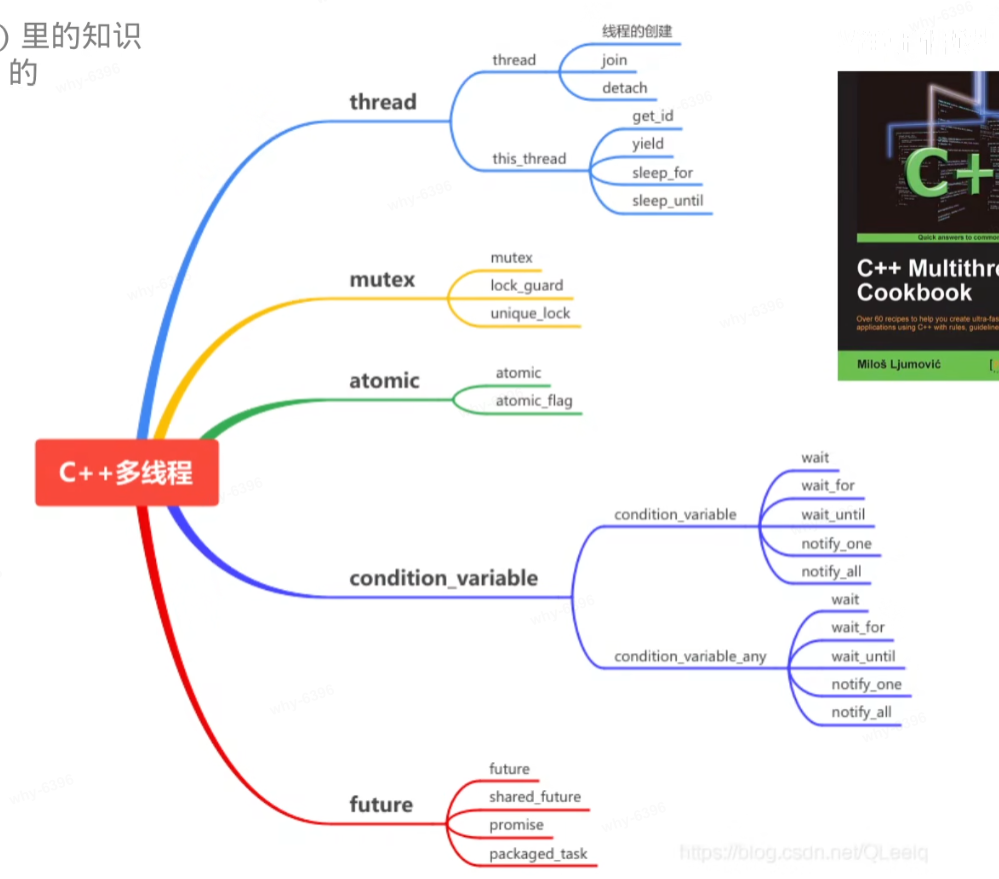 ) 里的知识
的
C++多线程
thread
thread
线程的创建
join
detach
this_thread
get_id
yield
sleep_for
sleep_until
mutex
mutex
lock_guard
unique_lock
atomic
atomic
atomic_flag
condition_variable
condition_variable
wait
wait_for
wait_until
notify_one
notify_all
condition_variable_any
wait
wait_for
wait_until
notify_one
notify_all
future
future
shared_future
promise
packaged_task
C+
Quick answers to common
C++ Multithre
Cookbook
Over 60 recipes to help you create ultra-fas
applications using C++ with rules, guideline
Miloš Ljumović
why-6396
https://blog.csdn.net/QLeelq